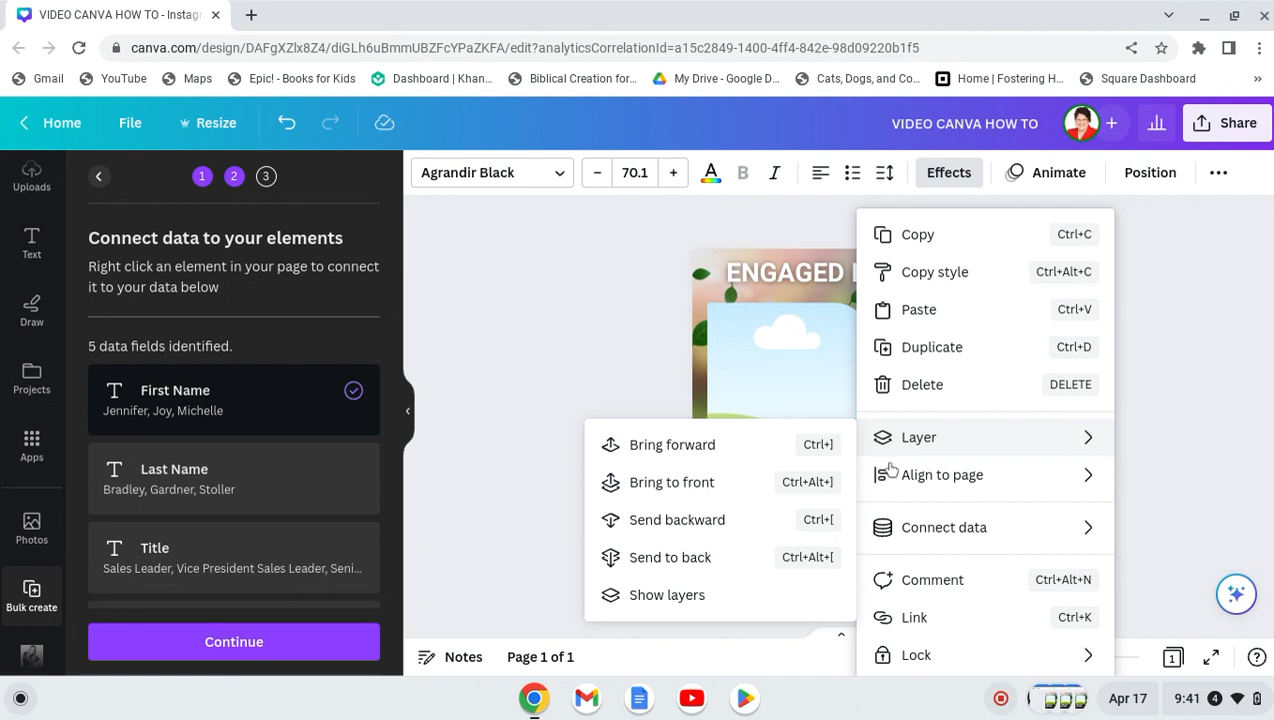 VIDEO CANVA HOW TO - Instag
canva.com/design/DAFgXZlx8Z4/diGLh6uBmmUBZFcYPaZKFA/edit?analyticsCorrelationId=a15c2849-1400-4ff4-842e-98d09220b1f5
Gmail YouTube Maps Epic! - Books for Kids Dashboard | Khan... Biblical Creation for... My Drive - Google D... Cats, Dogs, and Co... Home | Fostering H... Square Dashboard »
Home File Resize VIDEO CANVA HOW TO + Share
Uploads
Text
Draw
Projects
Apps
Photos
Bulk create
1 2 3
Connect data to your elements
Right click an element in your page to connect
it to your data below
5 data fields identified.
First Name
Jennifer, Joy, Michelle
Last Name
Bradley, Gardner, Stoller
Title
Sales Leader, Vice President Sales Leader, Seni...
Continue
Agrandir Black − 70.1 + A B I Effects Animate Position
ENGAGED
Copy Ctrl+C
Copy style Ctrl+Alt+C
Paste Ctrl+V
Duplicate Ctrl+D
Delete DELETE
Layer
Align to page
Connect data
Comment Ctrl+Alt+N
Link Ctrl+K
Lock
Bring forward Ctrl+]
Bring to front Ctrl+Alt+]
Send backward Ctrl+[
Send to back Ctrl+Alt+[
Show layers
Notes Page 1 of 1 1
Apr 17 9:41 4